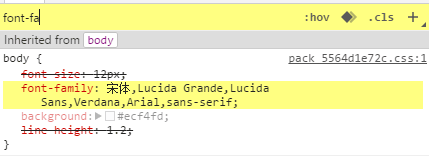 font-fa :hov .cls +
Inherited from body
body { pack_5564d1e72c.css:1
font-size: 12px;
font-family: 宋体,Lucida Grande,Lucida
Sans,Verdana,Arial,sans-serif;
background: #ecf4fd;
line-height: 1.2;
}